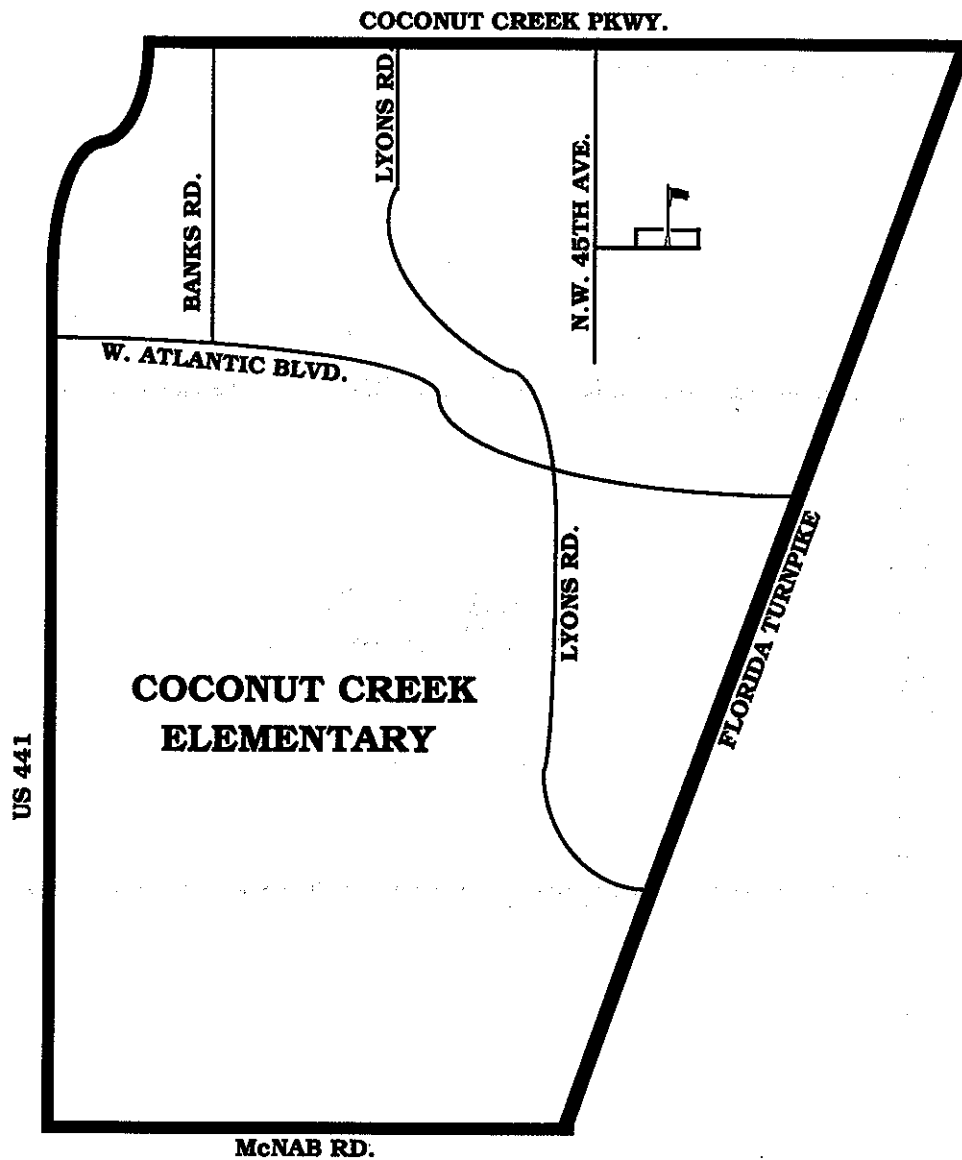 COCONUT CREEK PKWY.
LYONS RD.
BANKS RD.
N.W. 45TH AVE.
W. ATLANTIC BLVD.
LYONS RD.
FLORIDA TURNPIKE
COCONUT CREEK
ELEMENTARY
US 441
McNAB RD.